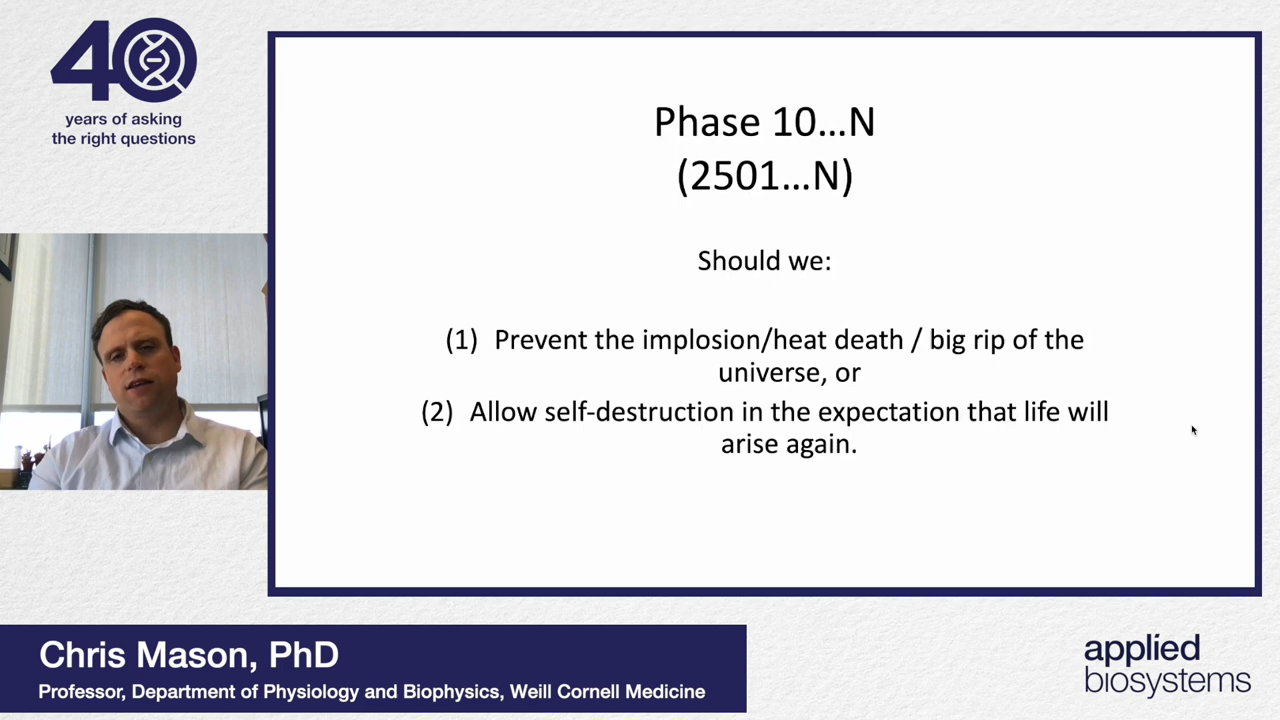 40
years of asking
the right questions
Phase 10...N
(2501...N)
Should we:
(1) Prevent the implosion/heat death / big rip of the
universe, or
(2) Allow self-destruction in the expectation that life will
arise again.
Chris Mason, PhD
Professor, Department of Physiology and Biophysics, Weill Cornell Medicine
applied
biosystems